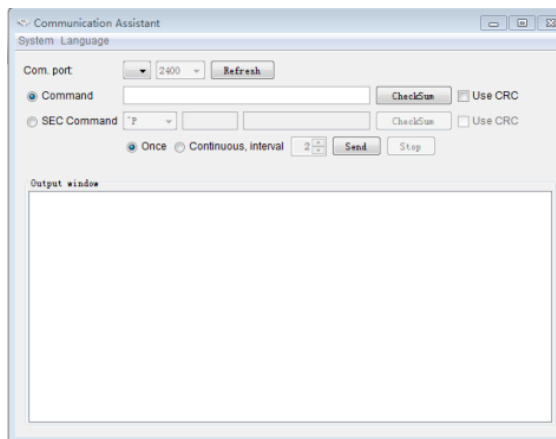 Communication Assistant
System Language
Com. port 2400 Refresh
Command CheckSum Use CRC
SEC Command ^P CheckSum Use CRC
Once Continuous, interval 2 Send Stop
Output window